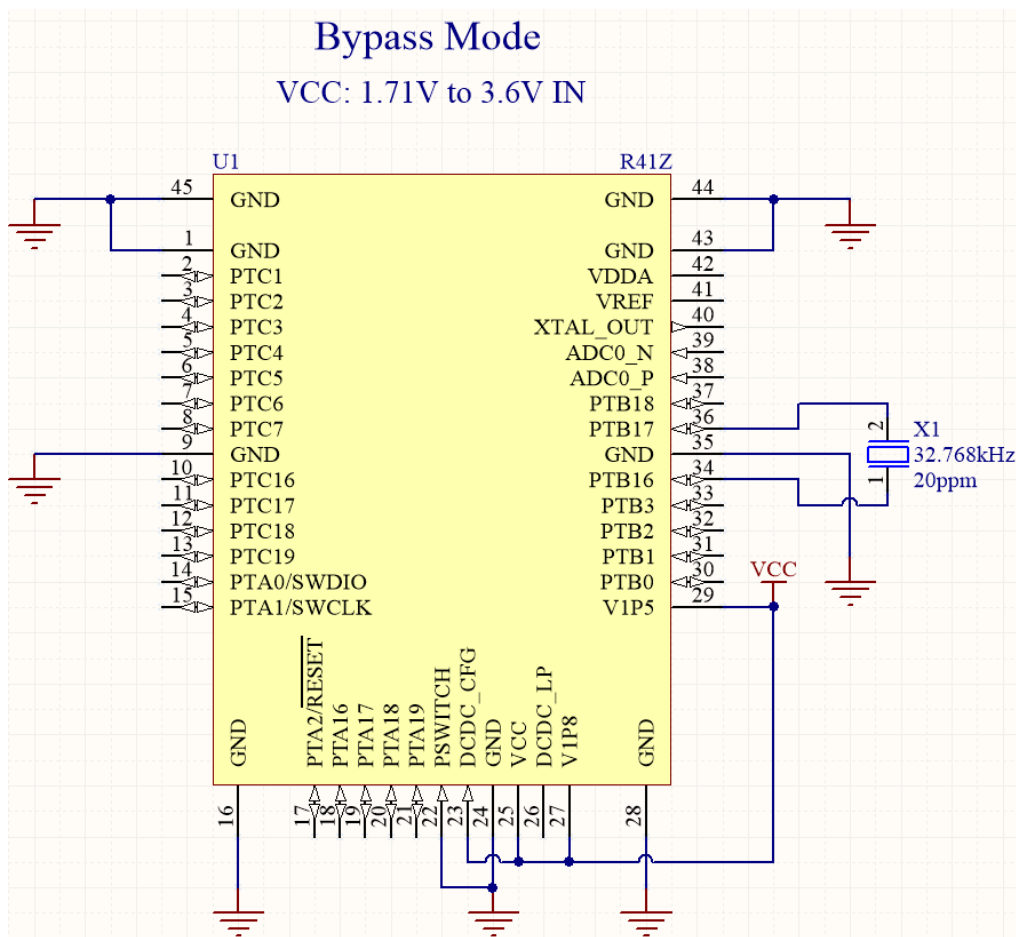 Bypass Mode
VCC: 1.71V to 3.6V IN
U1 R41Z
45 GND GND 44
1 GND GND 43
2 PTC1 VDDA 42
3 PTC2 VREF 41
4 PTC3 XTAL_OUT 40
5 PTC4 ADC0_N 39
6 PTC5 ADC0_P 38
7 PTC6 PTB18 37
8 PTC7 PTB17 36
9 GND GND 35
10 PTC16 PTB16 34
11 PTC17 PTB3 33
12 PTC18 PTB2 32
13 PTC19 PTB1 31
14 PTA0/SWDIO PTB0 30
15 PTA1/SWCLK V1P5 29
2 X1
32.768kHz
1 20ppm
VCC
GND
PTA2/RESET
PTA16
PTA17
PTA18
PTA19
PSWITCH
DCDC_CFG
GND
VCC
DCDC_LP
V1P8
GND
16 17 18 19 20 21 22 23 24 25 26 27 28